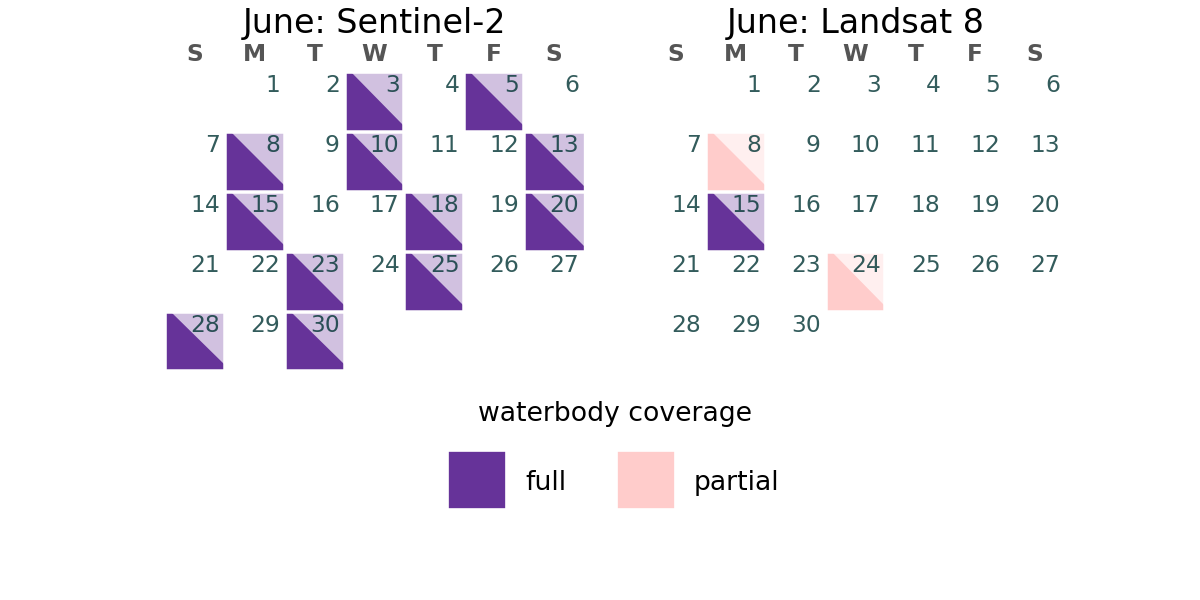 June: Sentinel-2
S M T W T F S
1 2 3 4 5 6
7 8 9 10 11 12 13
14 15 16 17 18 19 20
21 22 23 24 25 26 27
28 29 30
June: Landsat 8
S M T W T F S
1 2 3 4 5 6
7 8 9 10 11 12 13
14 15 16 17 18 19 20
21 22 23 24 25 26 27
28 29 30
waterbody coverage
full partial